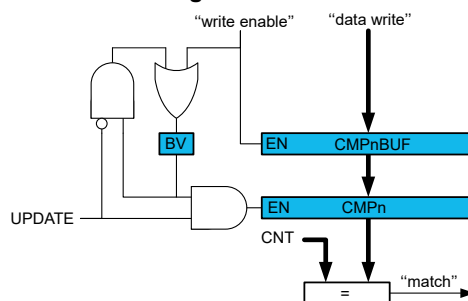 “write enable” “data write”
BV
EN CMPnBUF
EN CMPn
UPDATE
CNT
= “match”